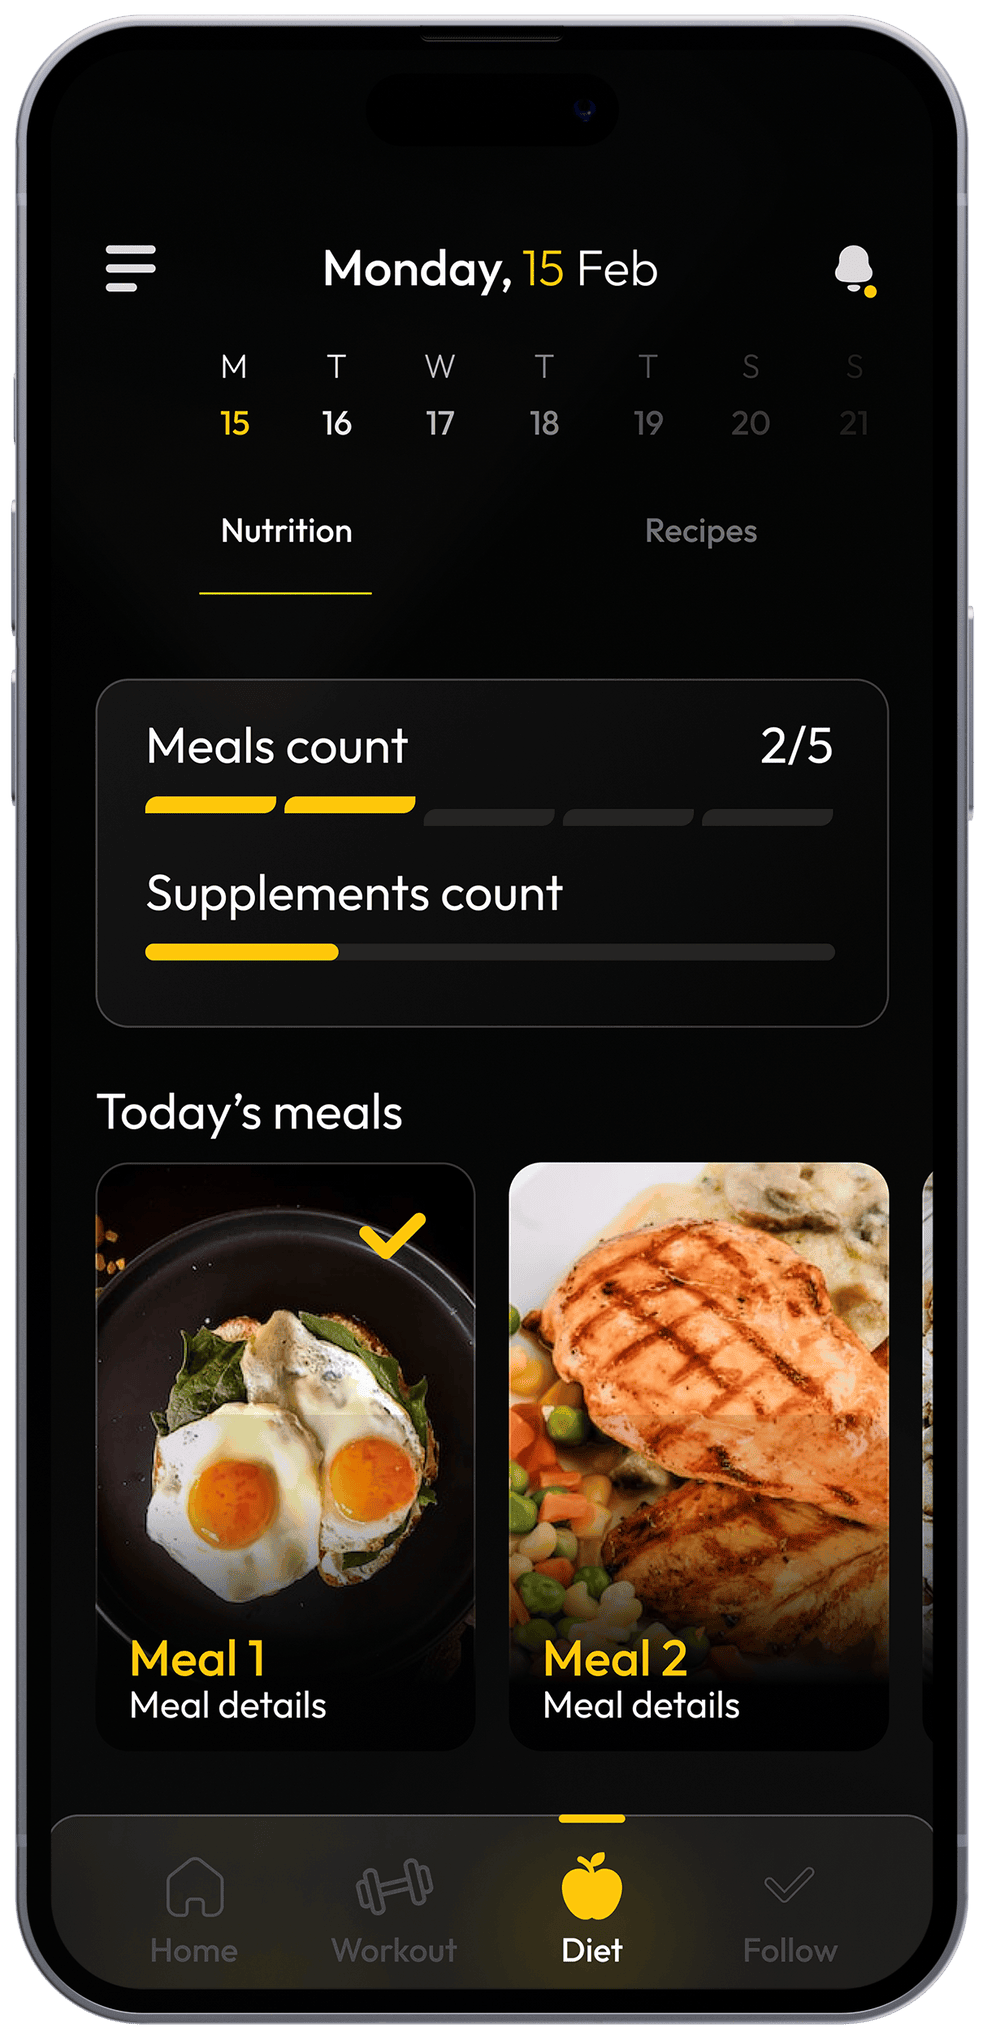 Monday, 15 Feb
M T W T T S S
15 16 17 18 19 20 21
Nutrition Recipes
Meals count 2/5
Supplements count
Today’s meals
Meal 1 Meal 2
Meal details Meal details
Home Workout Diet Follow